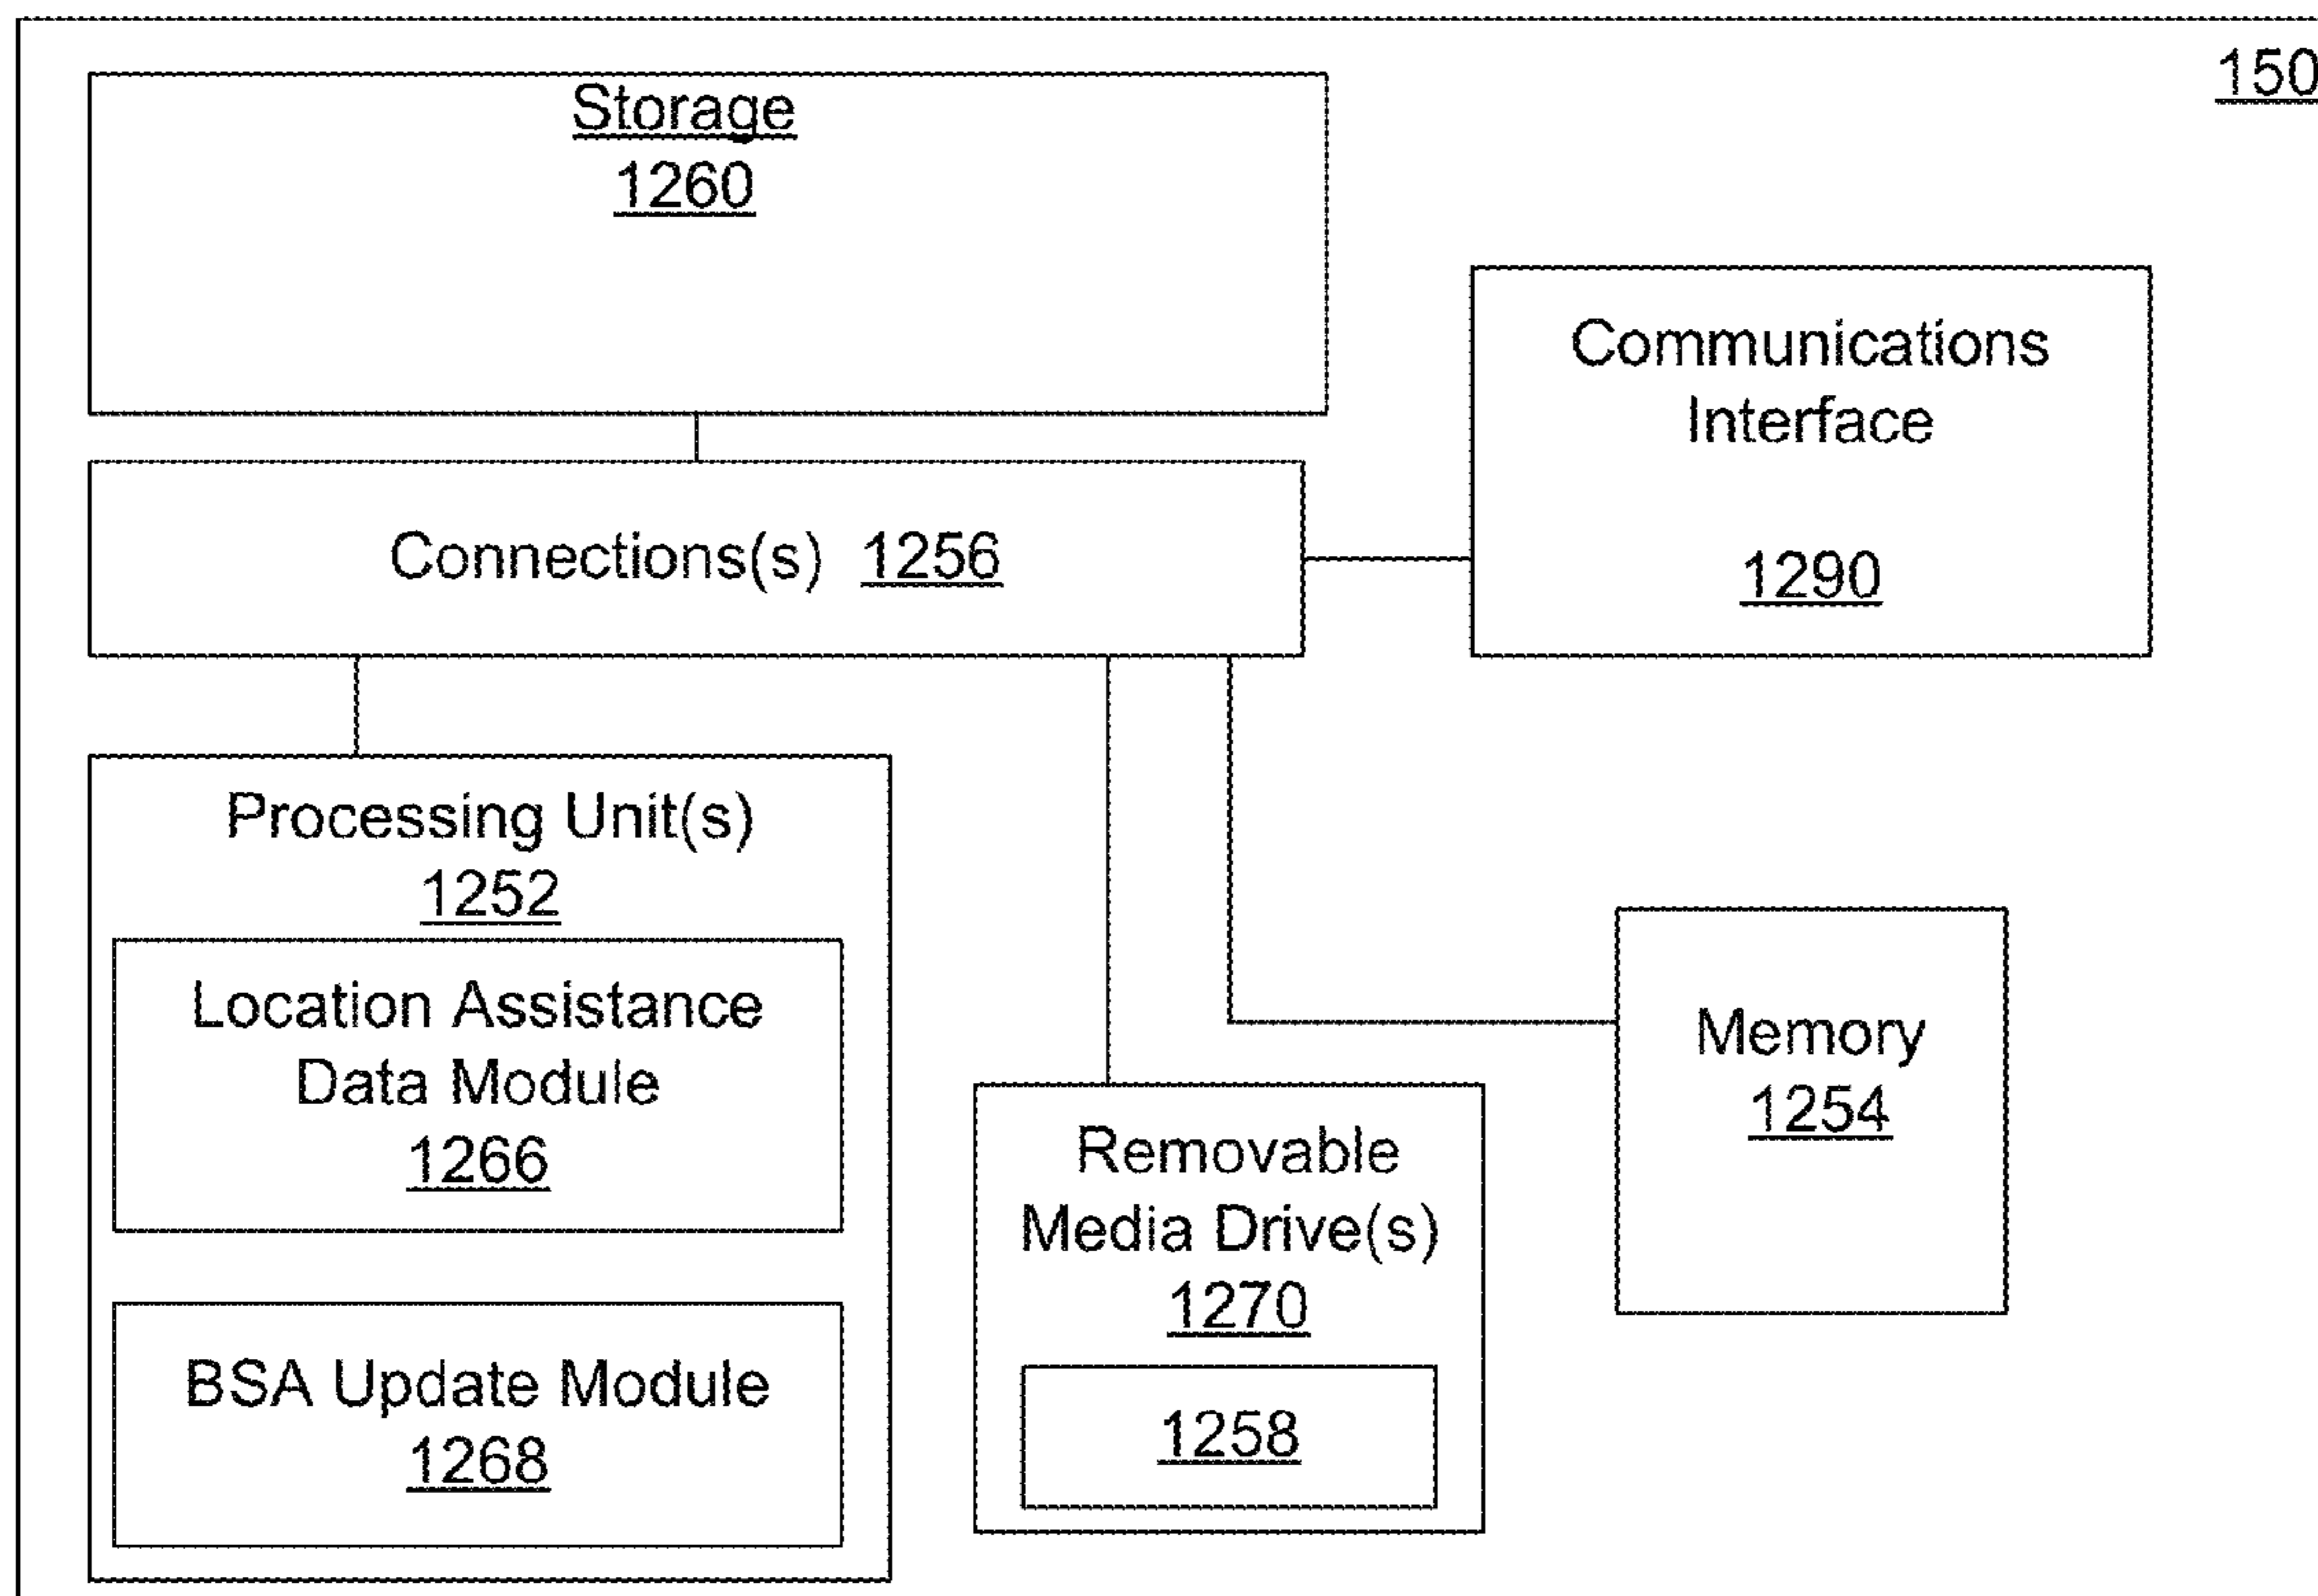 150
Storage
1260
Communications
Interface
1290
Connections(s) 1256
Processing Unit(s)
1252
Location Assistance
Data Module
1266
BSA Update Module
1268
Removable
Media Drive(s)
1270
1258
Memory
1254